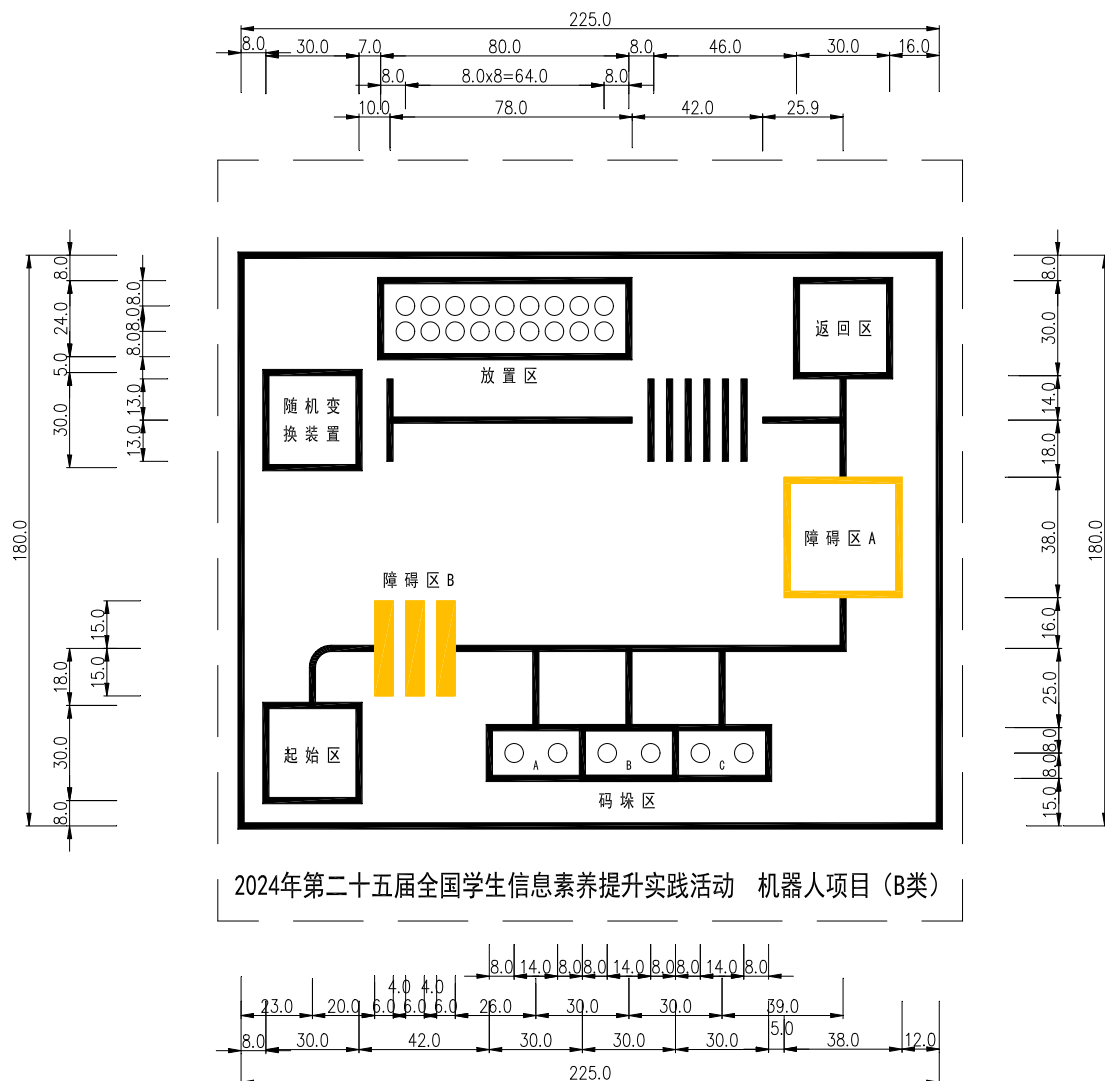 225.0
8.0 30.0 7.0 80.0 8.0 46.0 30.0 16.0
8.0 8.0x8=64.0 8.0
10.0 78.0 42.0 25.9
8.0 24.0 5.0 30.0
8.0 8.0 8.0 13.0 13.0
180.0
15.0 15.0
18.0 30.0 8.0
放置区
返回区
随机变
换装置
障碍区A
障碍区B
起始区
A B C
码垛区
8.0 30.0 14.0 18.0 38.0 16.0 25.0 8.0 8.0 15.0
180.0
2024年第二十五届全国学生信息素养提升实践活动 机器人项目（B类）
8.0 14.0 8.0 8.0 14.0 8.0 8.0 14.0 8.0
4.0 4.0
23.0 20.0 6.0 6.0 6.0 26.0 30.0 30.0 39.0
5.0
8.0 30.0 42.0 30.0 30.0 30.0 38.0 12.0
225.0